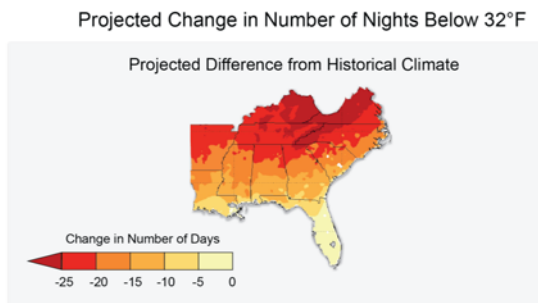 Projected Change in Number of Nights Below 32°F
Projected Difference from Historical Climate
Change in Number of Days
-25 -20 -15 -10 -5 0